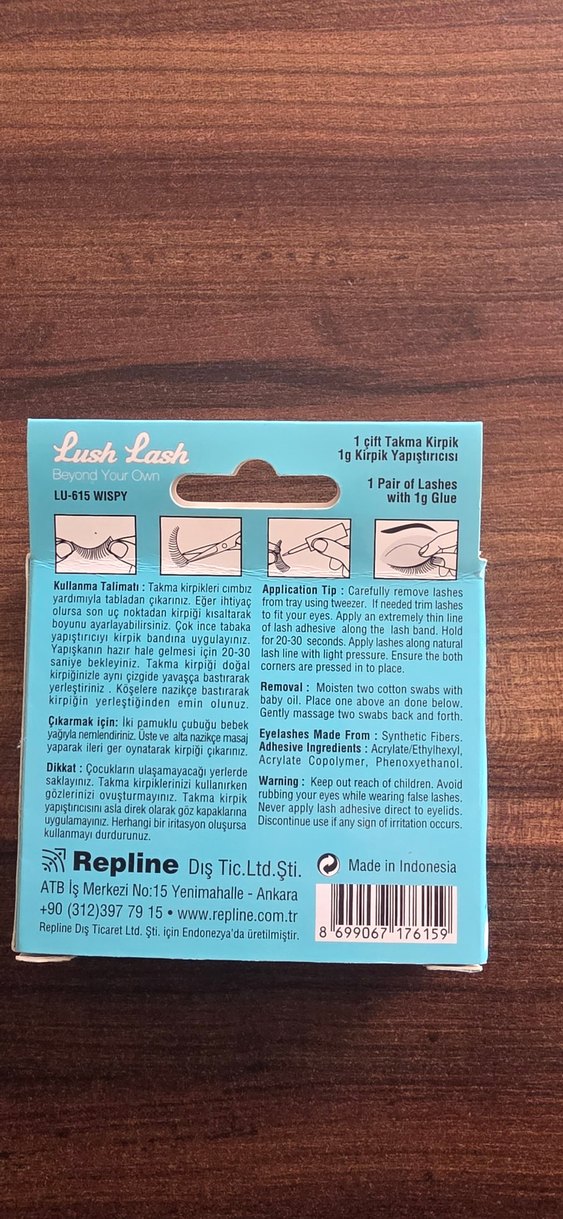 Lush Lash
Beyond Your Own
LU-615 WISPY
1 çift Takma Kirpik
1g Kirpik Yapıştırıcısı
1 Pair of Lashes
with 1g Glue
Kullanma Talimatı : Takma kirpikleri cımbız
yardımıyla tabladan çıkarınız. Eğer ihtiyaç
olursa son uç noktadan kirpiği kısaltarak
boyunu ayarlayabilirsiniz. Çok ince tabaka
yapıştırıcıyı kirpik bandına uygulayınız.
Yapışkanın hazır hale gelmesi için 20-30
saniye bekleyiniz. Takma kirpiği doğal
kirpiğinizle aynı çizgide yavaşça bastırarak
yerleştiriniz . Köşelere nazikçe bastırarak
kirpiğin yerleştiğinden emin olunuz.
Çıkarmak için: İki pamuklu çubuğu bebek
yağıyla nemlendiriniz. Üste ve alta nazikçe masaj
yaparak ileri ger oynatarak kirpiği çıkarınız.
Dikkat : Çocukların ulaşamayacağı yerlerde
saklayınız. Takma kirpiklerinizi kullanırken
gözlerinizi ovuşturmayınız. Takma kirpik
yapıştırıcısını asla direk olarak göz kapaklarına
uygulamayınız. Herhangi bir iritasyon oluşursa
kullanmayı durdurunuz.
Application Tip : Carefully remove lashes
from tray using tweezer. If needed trim lashes
to fit your eyes. Apply an extremely thin line
of lash adhesive along the lash band. Hold
for 20-30 seconds. Apply lashes along natural
lash line with light pressure. Ensure the both
corners are pressed in to place.
Removal : Moisten two cotton swabs with
baby oil. Place one above an done below.
Gently massage two swabs back and forth.
Eyelashes Made From : Synthetic Fibers.
Adhesive Ingredients : Acrylate/Ethylhexyl,
Acrylate Copolymer, Phenoxyethanol.
Warning : Keep out reach of children. Avoid
rubbing your eyes while wearing false lashes.
Never apply lash adhesive direct to eyelids.
Discontinue use if any sign of irritation occurs.
Repline Dış Tic.Ltd.Şti.
ATB İş Merkezi No:15 Yenimahalle - Ankara
+90 (312)397 79 15 • www.repline.com.tr
Repline Dış Ticaret Ltd. Şti. için Endonezya'da üretilmiştir.
Made in Indonesia
8 699067 176159